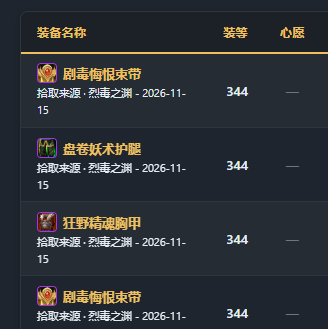 装备名称 装等 心愿
剧毒悔恨束带
拾取来源 · 烈毒之渊 - 2026-11-
15
344 —
盘卷妖术护腿
拾取来源 · 烈毒之渊 - 2026-11-
15
344 —
狂野精魂胸甲
拾取来源 · 烈毒之渊 - 2026-11-
15
344 —
剧毒悔恨束带
拾取来源 · 烈毒之渊 - 2026-11-
344 —